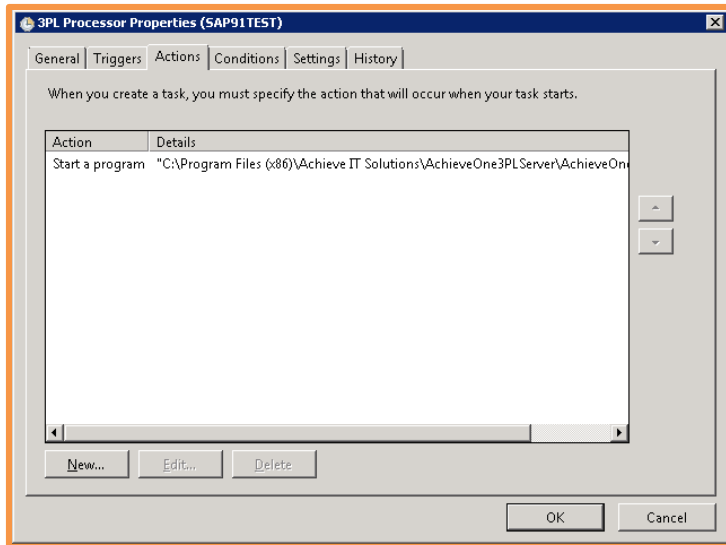 3PL Processor Properties (SAP91TEST)
General Triggers Actions Conditions Settings History
When you create a task, you must specify the action that will occur when your task starts.
Action Details
Start a program "C:\Program Files (x86)\Achieve IT Solutions\AchieveOne3PLServer\AchieveOne
New... Edit... Delete
OK Cancel